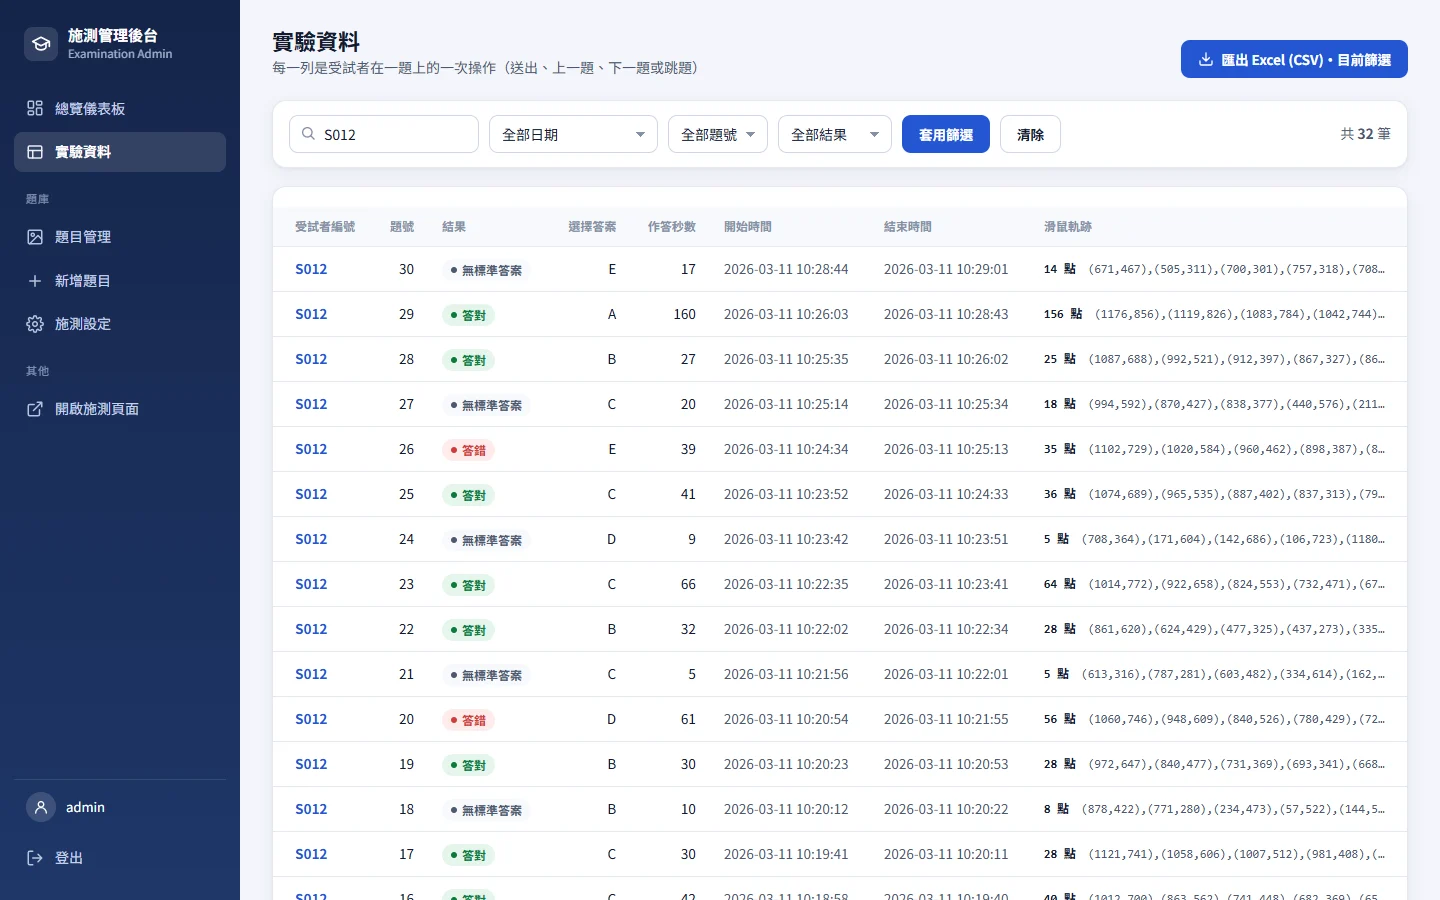 施測管理後台
Examination Admin
總覽儀表板
實驗資料
題庫
題目管理
新增題目
施測設定
其他
開啟施測頁面
admin
登出
實驗資料
每一列是受試者在一題上的一次操作（送出、上一題、下一題或跳題）
匯出 Excel (CSV)・目前篩選
S012 全部日期 全部題號 全部結果 套用篩選 清除 共 32 筆
受試者編號 題號 結果 選擇答案 作答秒數 開始時間 結束時間 滑鼠軌跡
S012 30 無標準答案 E 17 2026-03-11 10:28:44 2026-03-11 10:29:01 14 點 (671,467),(505,311),(700,301),(757,318),(708…
S012 29 答對 A 160 2026-03-11 10:26:03 2026-03-11 10:28:43 156 點 (1176,856),(1119,826),(1083,784),(1042,744)…
S012 28 答對 B 27 2026-03-11 10:25:35 2026-03-11 10:26:02 25 點 (1087,688),(992,521),(912,397),(867,327),(86…
S012 27 無標準答案 C 20 2026-03-11 10:25:14 2026-03-11 10:25:34 18 點 (994,592),(870,427),(838,377),(440,576),(211…
S012 26 答錯 E 39 2026-03-11 10:24:34 2026-03-11 10:25:13 35 點 (1102,729),(1020,584),(960,462),(898,387),(8…
S012 25 答對 C 41 2026-03-11 10:23:52 2026-03-11 10:24:33 36 點 (1074,689),(965,535),(887,402),(837,313),(79…
S012 24 無標準答案 D 9 2026-03-11 10:23:42 2026-03-11 10:23:51 5 點 (708,364),(171,604),(142,686),(106,723),(1180…
S012 23 答對 C 66 2026-03-11 10:22:35 2026-03-11 10:23:41 64 點 (1014,772),(922,658),(824,553),(732,471),(67…
S012 22 答對 B 32 2026-03-11 10:22:02 2026-03-11 10:22:34 28 點 (861,620),(624,429),(477,325),(437,273),(335…
S012 21 無標準答案 C 5 2026-03-11 10:21:56 2026-03-11 10:22:01 5 點 (613,316),(787,281),(603,482),(334,614),(162,…
S012 20 答錯 D 61 2026-03-11 10:20:54 2026-03-11 10:21:55 56 點 (1060,746),(948,609),(840,526),(780,429),(72…
S012 19 答對 B 30 2026-03-11 10:20:23 2026-03-11 10:20:53 28 點 (972,647),(840,477),(731,369),(693,341),(668…
S012 18 無標準答案 B 10 2026-03-11 10:20:12 2026-03-11 10:20:22 8 點 (878,422),(771,280),(234,473),(57,522),(144,5…
S012 17 答對 C 30 2026-03-11 10:19:41 2026-03-11 10:20:11 28 點 (1121,741),(1058,606),(1007,512),(981,408),(…
S012 16 答對 C 42 2026-03-11 10:18:58 2026-03-11 10:19:40 40 點 (1012,700),(863,562),(741,448),(682,369),(65…